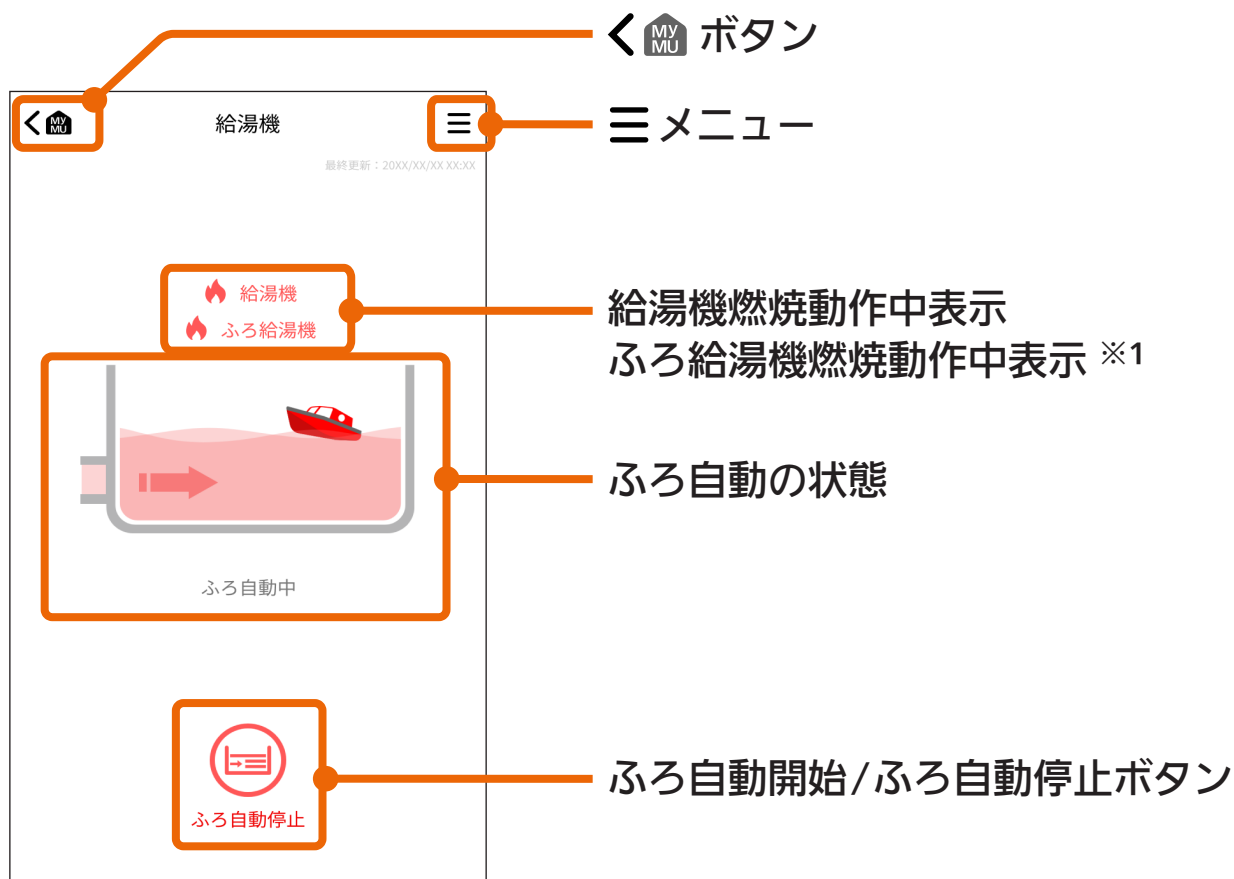 MY MU ボタン
MY MU
給湯機
メニュー
最終更新：20XX/XX/XX XX:XX
給湯機
ふろ給湯機
給湯機燃焼動作中表示
ふろ給湯機燃焼動作中表示 ※1
ふろ自動の状態
ふろ自動中
ふろ自動開始/ふろ自動停止ボタン
ふろ自動停止